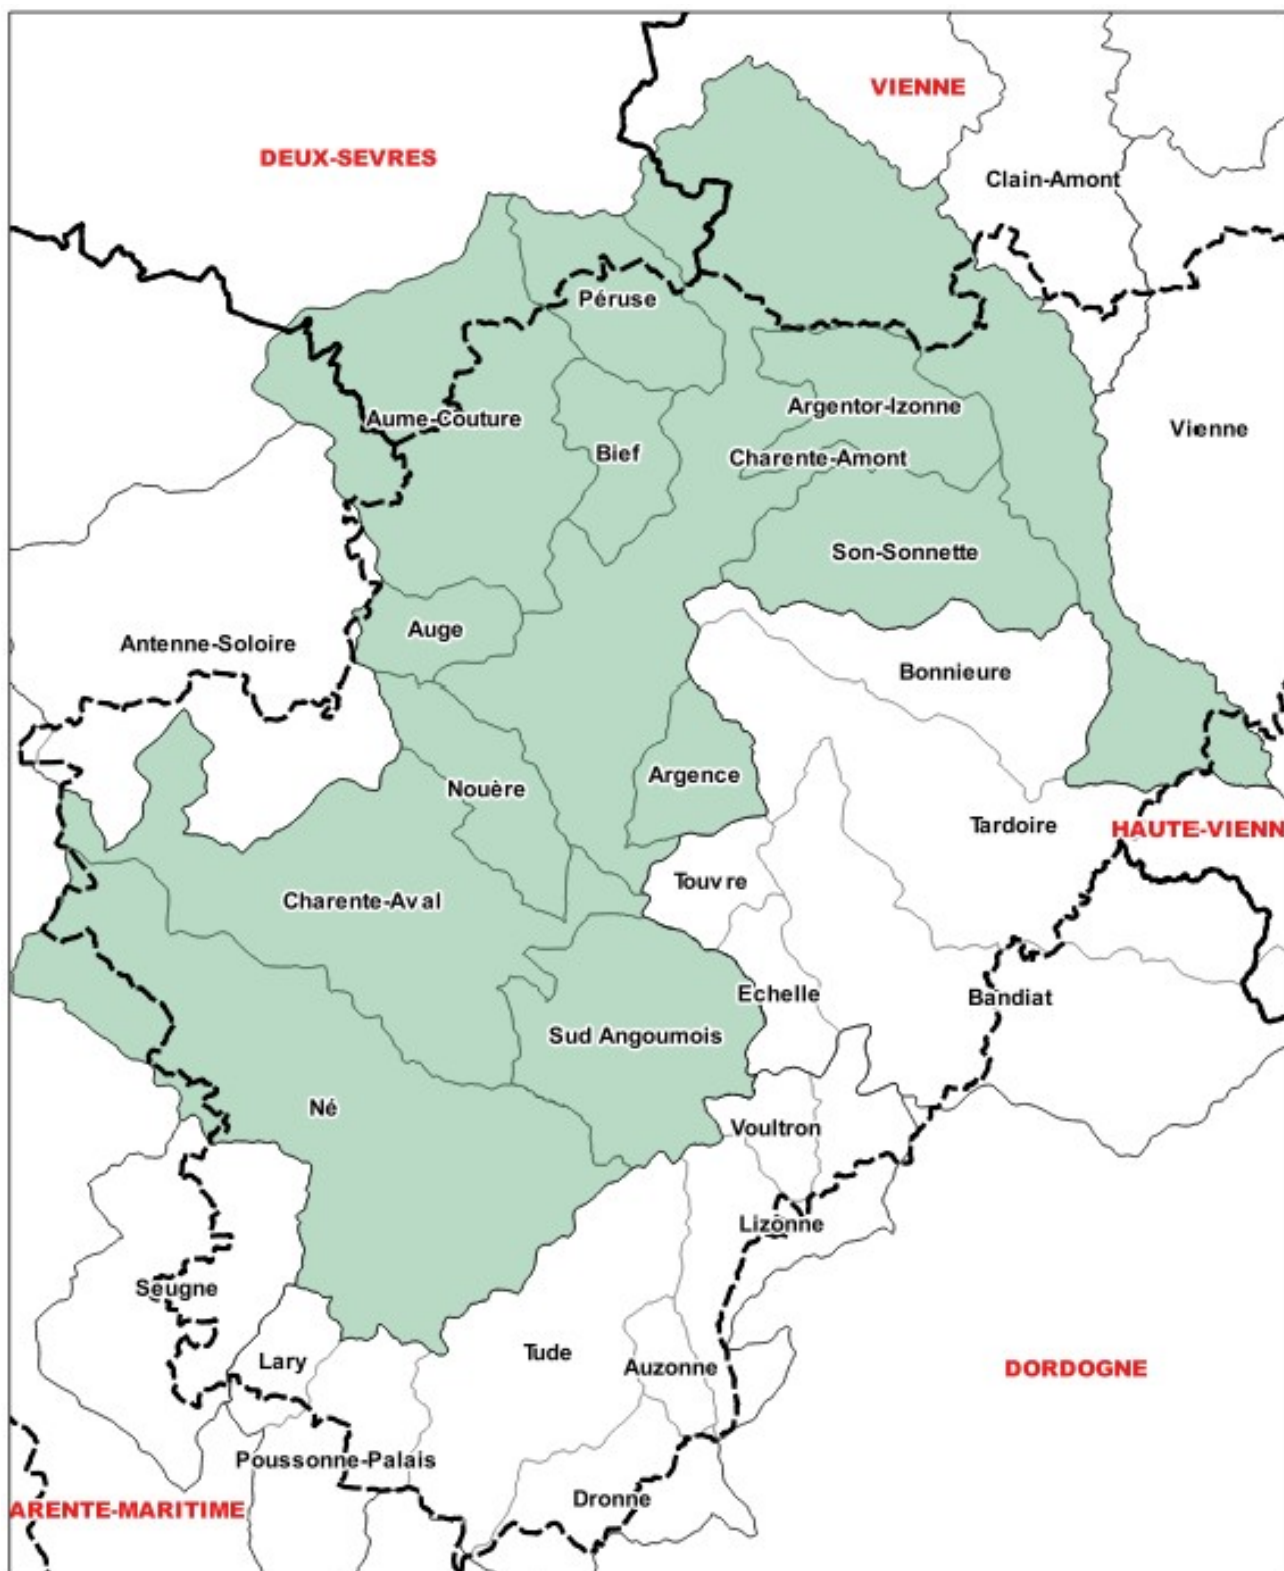 VIENNE
DEUX-SEVRES
Clain-Amont
Péruse
Argentor-Izonne
Aume-Couture
Vienne
Bief
Charente-Amont
Son-Sonnette
Auge
Antenne-Soloire
Bonnieure
Argence
Nouère
Tardoire
HAUTE-VIENN
Touvre
Charente-Aval
Echelle
Bandiat
Sud Angoumois
Né
Voultron
Lizonne
Seugne
Tude
Lary
Auzonne
DORDOGNE
Poussonne-Palais
Dronne
ARENTE-MARITIME